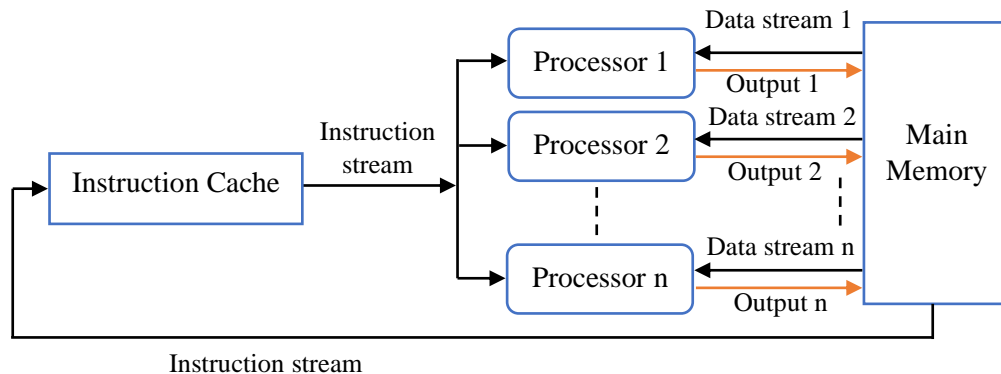 Data stream 1
Processor 1
Output 1
Instruction
stream
Data stream 2
Processor 2
Output 2
Main
Memory
Instruction Cache
Data stream n
Processor n
Output n
Instruction stream